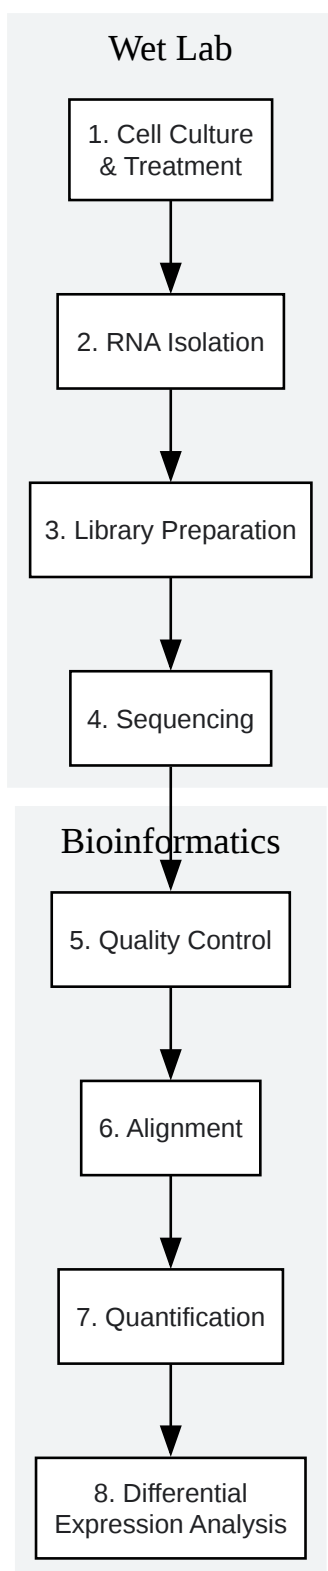 Wet Lab
1. Cell Culture
& Treatment
2. RNA Isolation
3. Library Preparation
4. Sequencing
Bioinformatics
5. Quality Control
6. Alignment
7. Quantification
8. Differential
Expression Analysis